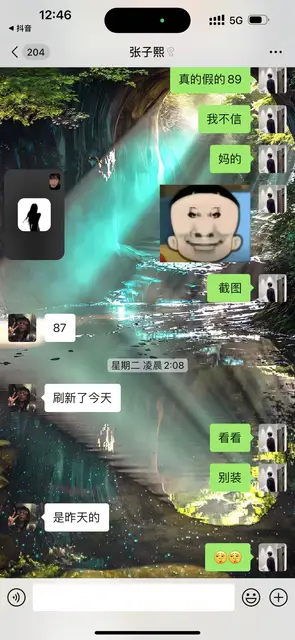 12:46
5G
抖音
204
张子熙
真的假的89
我不信
妈的
截图
87
星期二 凌晨2:08
刷新了今天
看看
别装
是昨天的